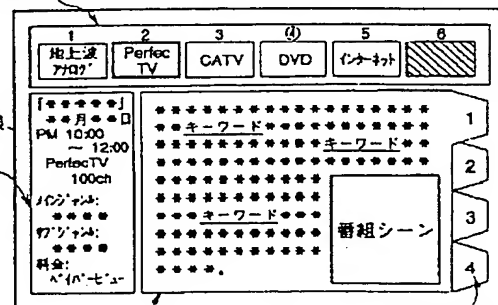 1 2 3 4 5 6
地上波 Perfec CATV DVD インターネット
アナログ TV
「*****」
**月**日
PM 10:00
〜 12:00
PerfecTV
100ch
メインジャンル:
****
サブジャンル:
****
料金:
ペイパービュー
******************
**キーワード********
**********キーワード
******************
**********
**********
***キーワード***
**********
**********
****。
番組シーン
1
2
3
4